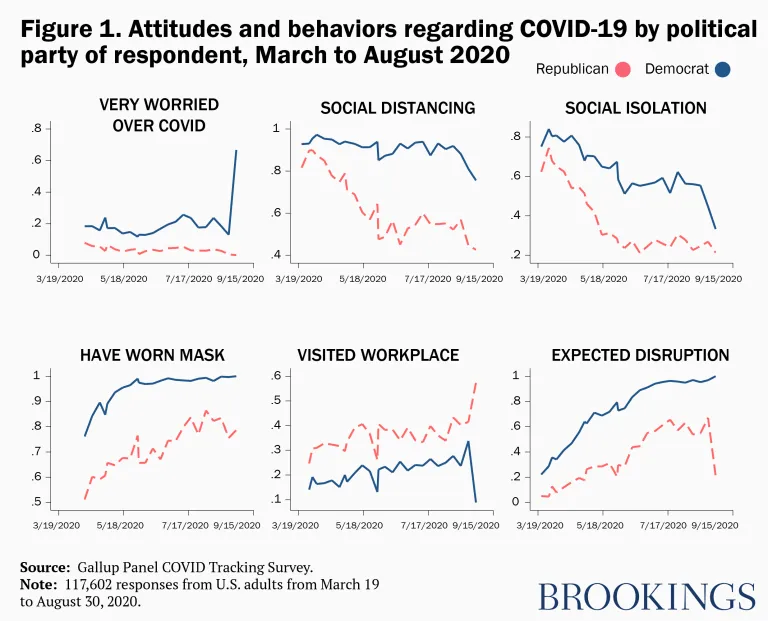 Figure 1. Attitudes and behaviors regarding COVID-19 by political
party of respondent, March to August 2020
Republican Democrat
VERY WORRIED
OVER COVID
.8
.6
.4
.2
0
3/19/2020 5/18/2020 7/17/2020 9/15/2020
SOCIAL DISTANCING
1
.8
.6
.4
3/19/2020 5/18/2020 7/17/2020 9/15/2020
SOCIAL ISOLATION
.8
.6
.4
.2
3/19/2020 5/18/2020 7/17/2020 9/15/2020
HAVE WORN MASK
1
.9
.8
.7
.6
.5
3/19/2020 5/18/2020 7/17/2020 9/15/2020
VISITED WORKPLACE
.6
.5
.4
.3
.2
.1
3/19/2020 5/18/2020 7/17/2020 9/15/2020
EXPECTED DISRUPTION
1
.8
.6
.4
.2
0
3/19/2020 5/18/2020 7/17/2020 9/15/2020
Source: Gallup Panel COVID Tracking Survey.
Note: 117,602 responses from U.S. adults from March 19
to August 30, 2020.
BROOKINGS